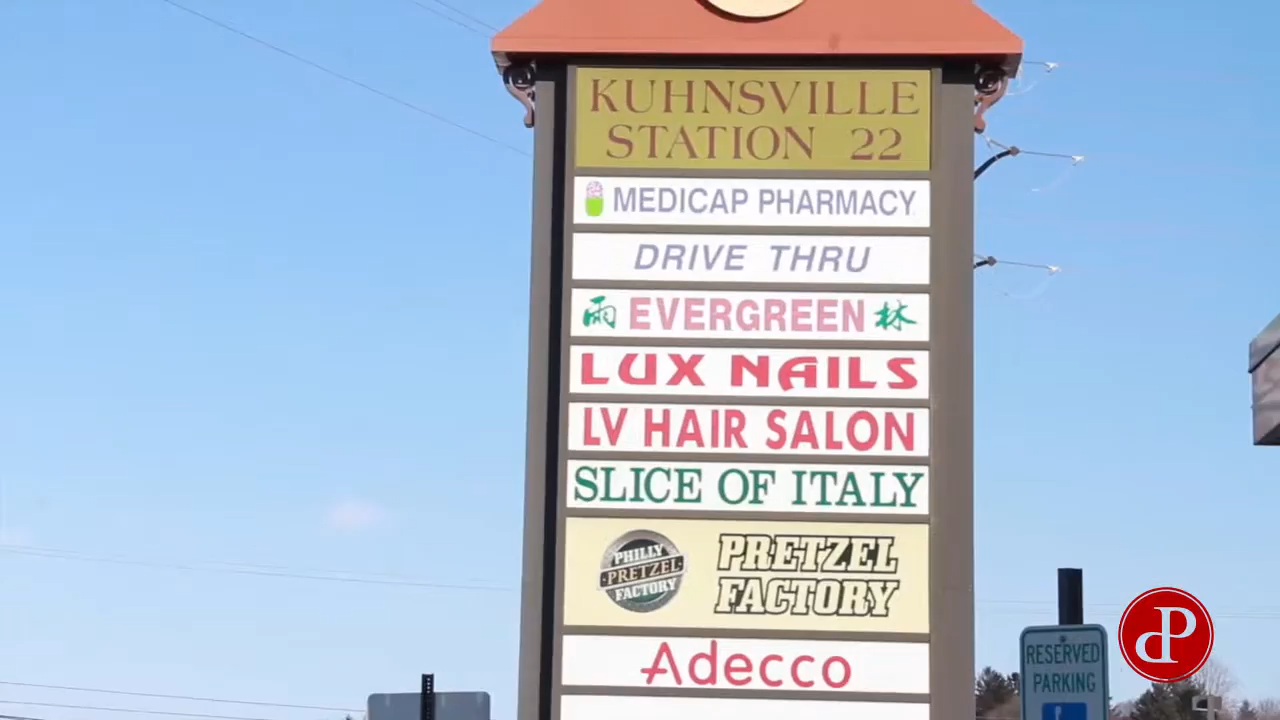 KUHNSVILLE
STATION 22
MEDICAP PHARMACY
DRIVE THRU
雨 EVERGREEN 林
LUX NAILS
LV HAIR SALON
SLICE OF ITALY
PHILLY
PRETZEL
FACTORY
PRETZEL
FACTORY
Adecco
RESERVED
PARKING
dP